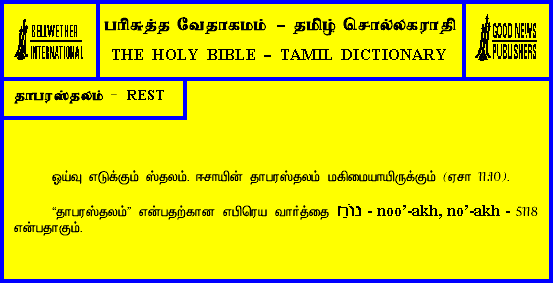 BELLWETHER
INTERNATIONAL
பரிசுத்த வேதாகமம் – தமிழ் சொல்லகராதி
THE HOLY BIBLE – TAMIL DICTIONARY
GOOD NEWS
PUBLISHERS
தாபரஸ்தலம் – REST
ஓய்வு எடுக்கும் ஸ்தலம். ஈசாயின் தாபரஸ்தலம் மகிமையாயிருக்கும் (ஏசா 11:10).
“தாபரஸ்தலம்” என்பதற்கான எபிரெய வார்த்தை נוֹחַ - noo’-akh, no’-akh - 5118
என்பதாகும்.